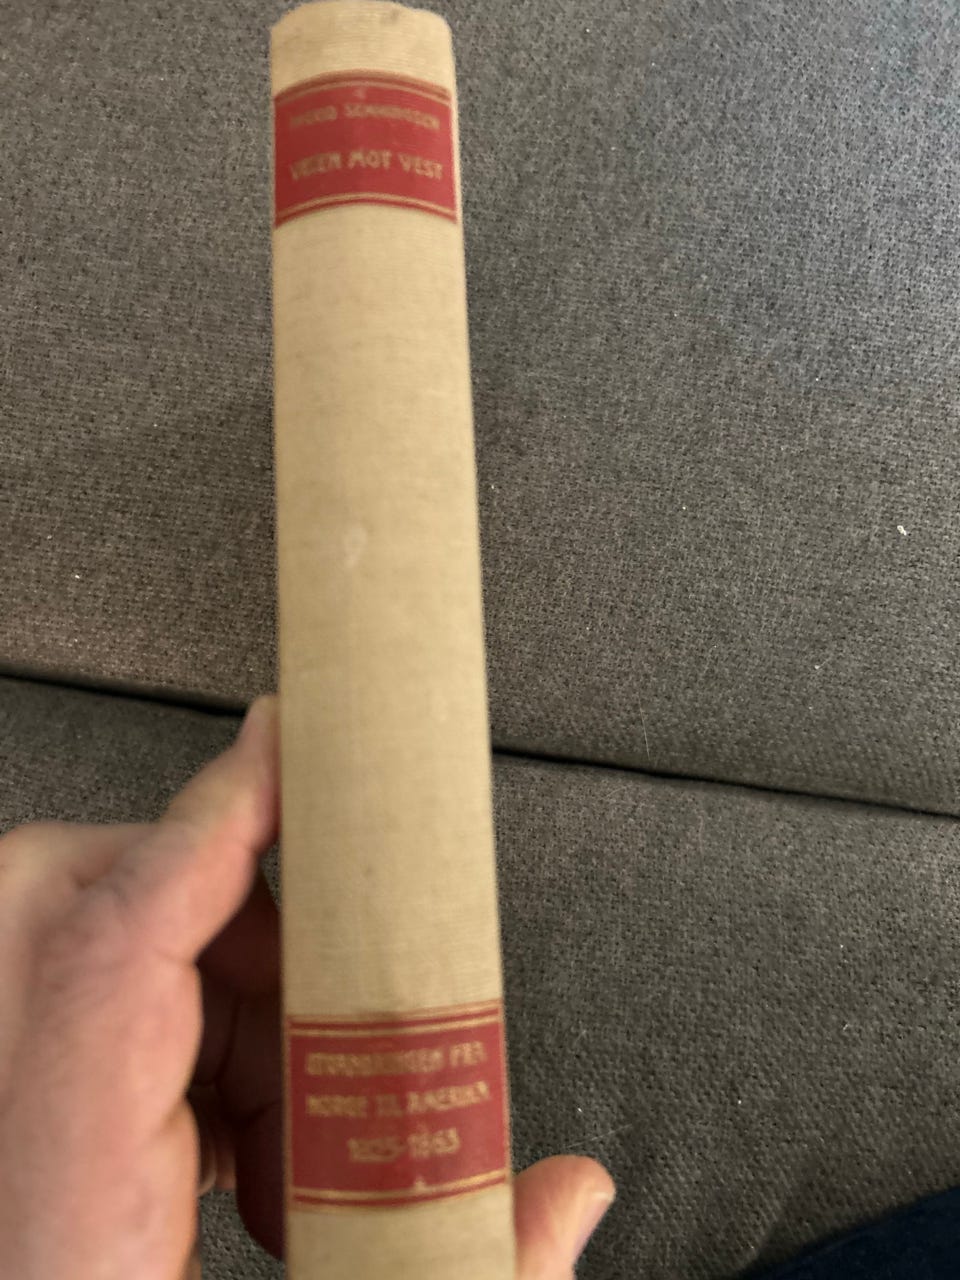 INGRID SEMMINGSEN
VEIEN MOT VEST
UTVANDRINGEN FRA
NORGE TIL AMERIKA
1825-1865